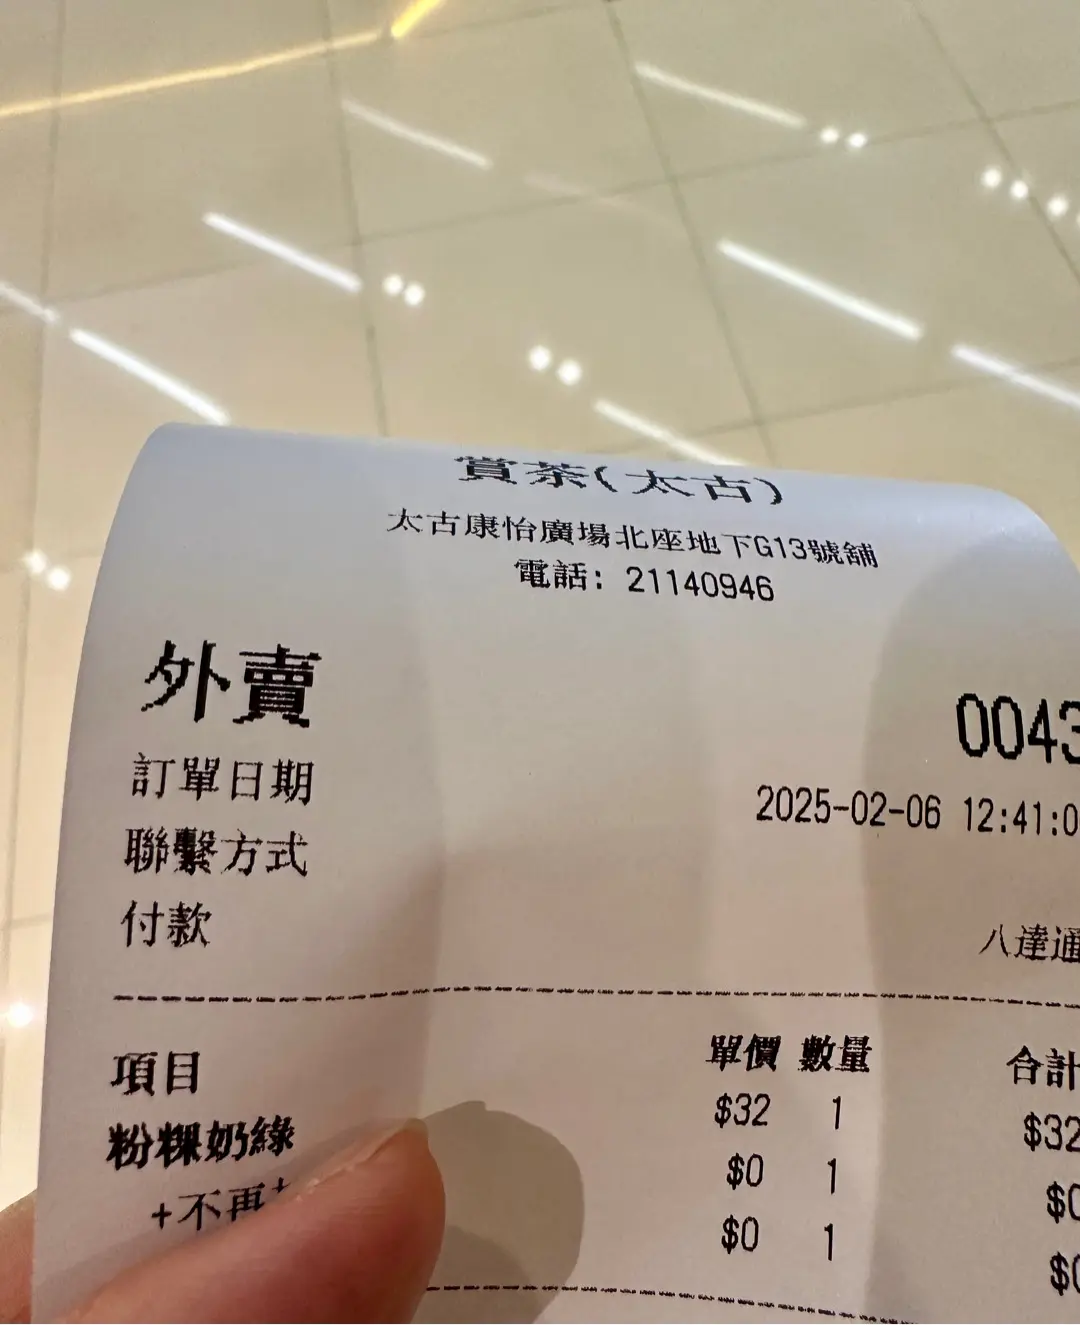 賞茶(太古)
太古康怡廣場北座地下G13號舖
電話: 21140946
外賣 0043
訂單日期 2025-02-06 12:41:0
聯繫方式
付款 八達通
項目 單價 數量 合計
粉粿奶綠 $32 1 $32
+不再 $0 1 $0
$0 1 $0